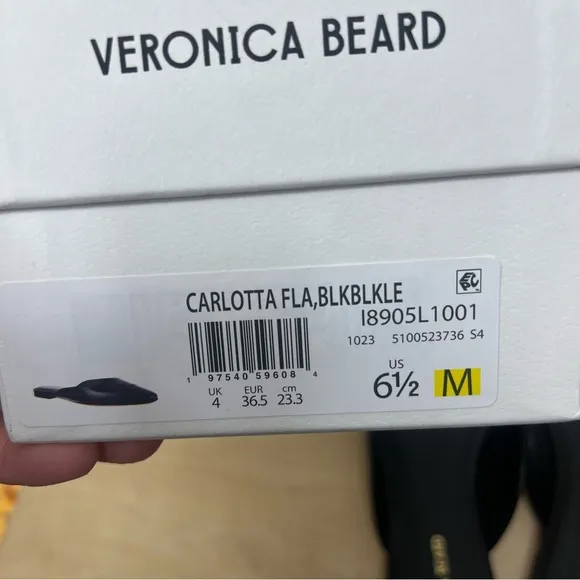 VERONICA BEARD
CARLOTTA FLA,BLKBLKLE
I8905L1001
1023 5100523736 S4
1 97540 59608 4
UK EUR cm
4 36.5 23.3
US
6½ M